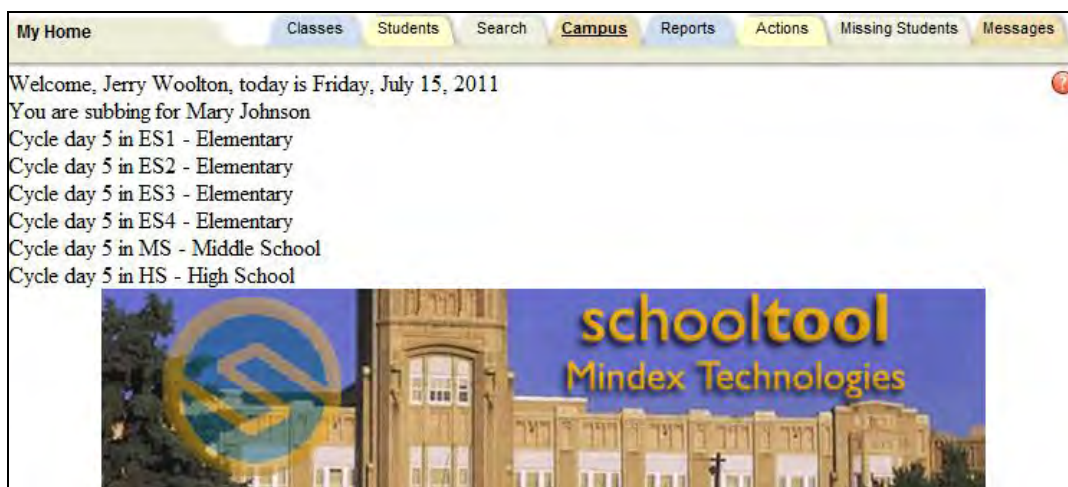 My Home Classes Students Search Campus Reports Actions Missing Students Messages
Welcome, Jerry Woolton, today is Friday, July 15, 2011
?
You are subbing for Mary Johnson
Cycle day 5 in ES1 - Elementary
Cycle day 5 in ES2 - Elementary
Cycle day 5 in ES3 - Elementary
Cycle day 5 in ES4 - Elementary
Cycle day 5 in MS - Middle School
Cycle day 5 in HS - High School
schooltool
Mindex Technologies